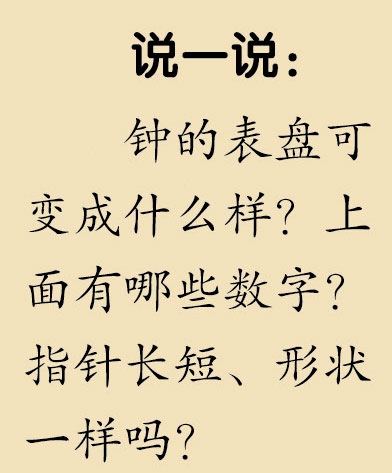 说一说：
钟的表盘可
变成什么样？上
面有哪些数字？
指针长短、形状
一样吗？